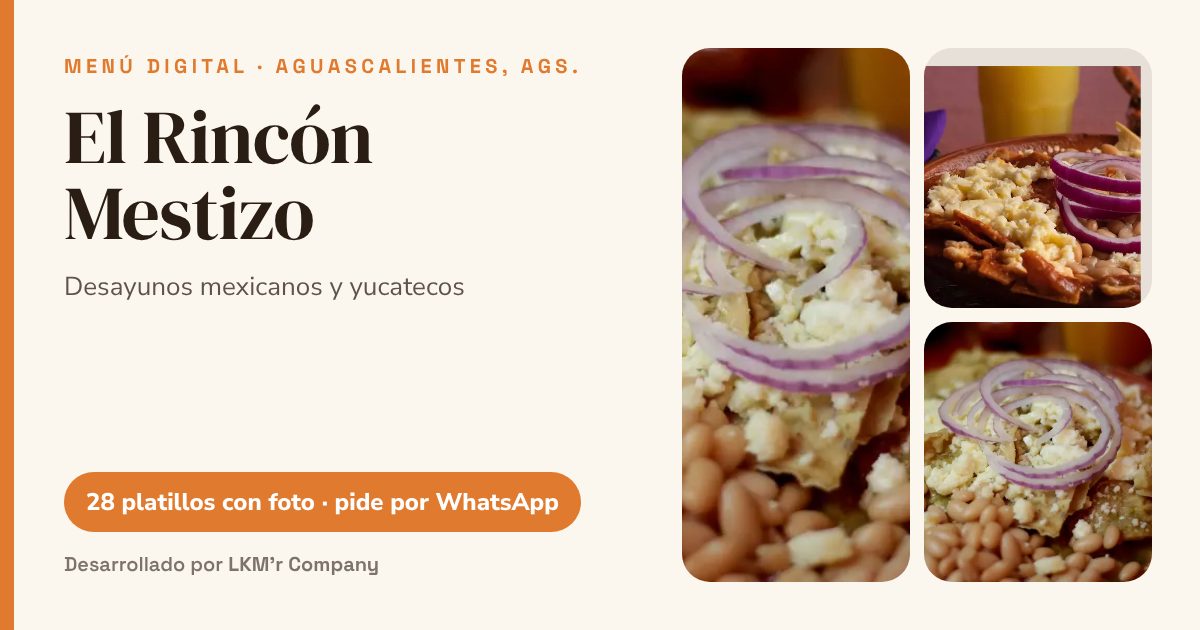 MENÚ DIGITAL · AGUASCALIENTES, AGS.
El Rincón
Mestizo
Desayunos mexicanos y yucatecos
28 platillos con foto · pide por WhatsApp
Desarrollado por LKM’r Company